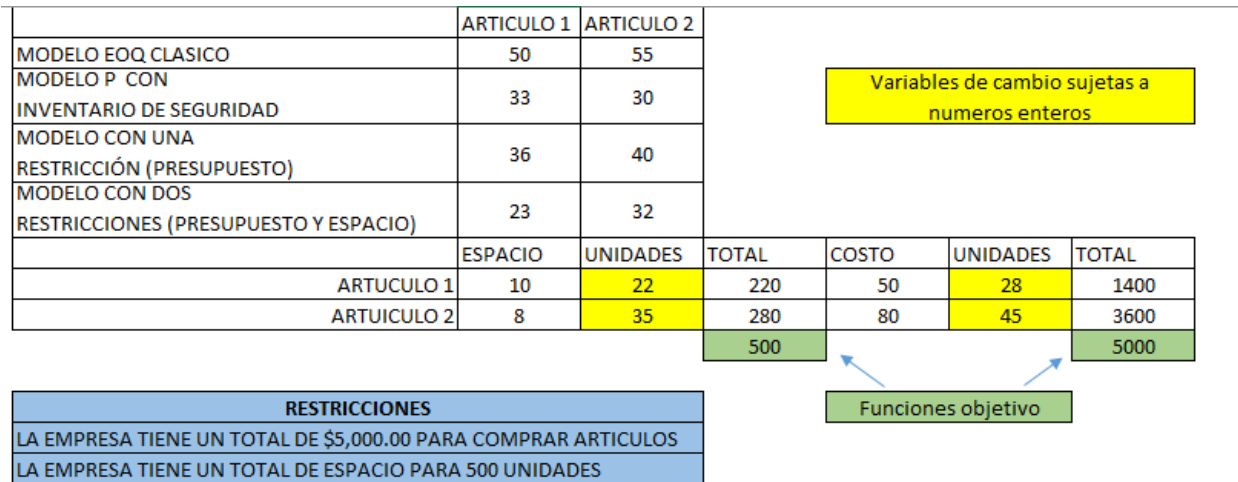 ARTICULO 1 ARTICULO 2
MODELO EOQ CLASICO 50 55
MODELO P CON
INVENTARIO DE SEGURIDAD 33 30
Variables de cambio sujetas a
numeros enteros
MODELO CON UNA
RESTRICCIÓN (PRESUPUESTO) 36 40
MODELO CON DOS
RESTRICCIONES (PRESUPUESTO Y ESPACIO) 23 32
ESPACIO UNIDADES TOTAL COSTO UNIDADES TOTAL
ARTUCULO 1 10 22 220 50 28 1400
ARTUICULO 2 8 35 280 80 45 3600
500 5000
Funciones objetivo
RESTRICCIONES
LA EMPRESA TIENE UN TOTAL DE $5,000.00 PARA COMPRAR ARTICULOS
LA EMPRESA TIENE UN TOTAL DE ESPACIO PARA 500 UNIDADES